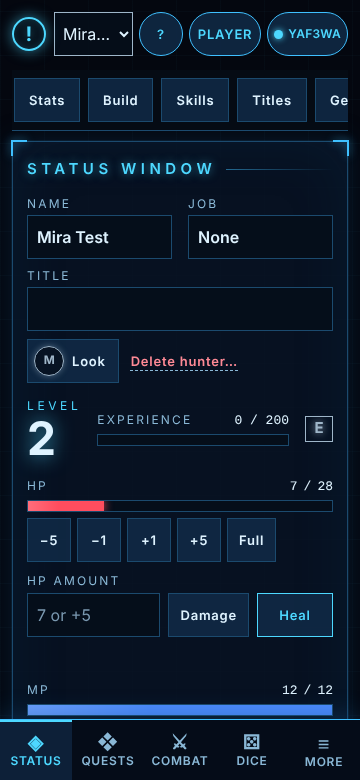 ! Mira... ? PLAYER YAF3WA
Stats Build Skills Titles Ge
STATUS WINDOW
NAME JOB
Mira Test None
TITLE
M Look Delete hunter...
LEVEL
2 EXPERIENCE 0 / 200 E
HP 7 / 28
−5 −1 +1 +5 Full
HP AMOUNT
7 or +5 Damage Heal
MP 12 / 12
STATUS QUESTS COMBAT DICE MORE